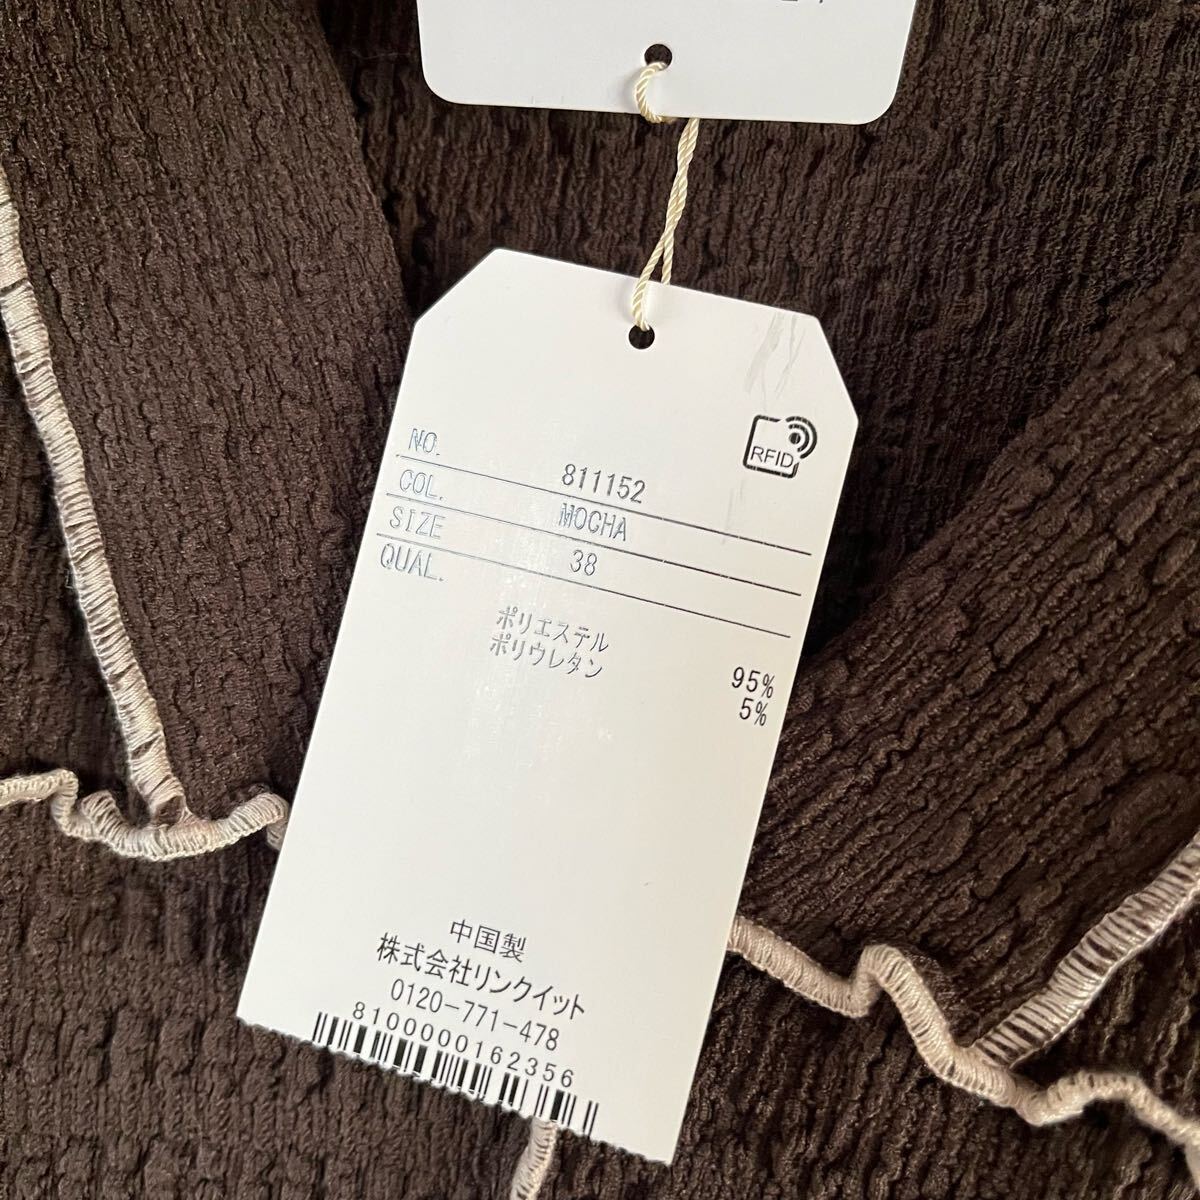 RFID
NO. 811152
COL. MOCHA
SIZE 38
QUAL.
ポリエステル 95%
ポリウレタン 5%
中国製
株式会社リンクイット
0120-771-478
8100000162356